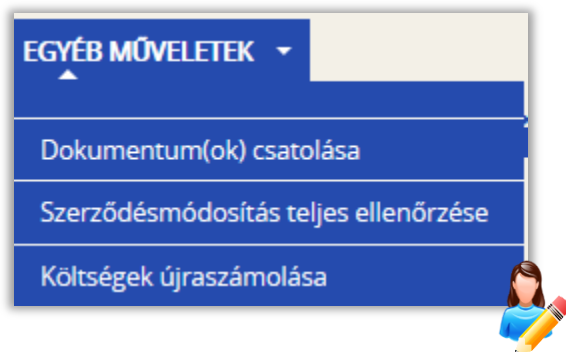 EGYÉB MŰVELETEK
Dokumentum(ok) csatolása
Szerződésmódosítás teljes ellenőrzése
Költségek újraszámolása